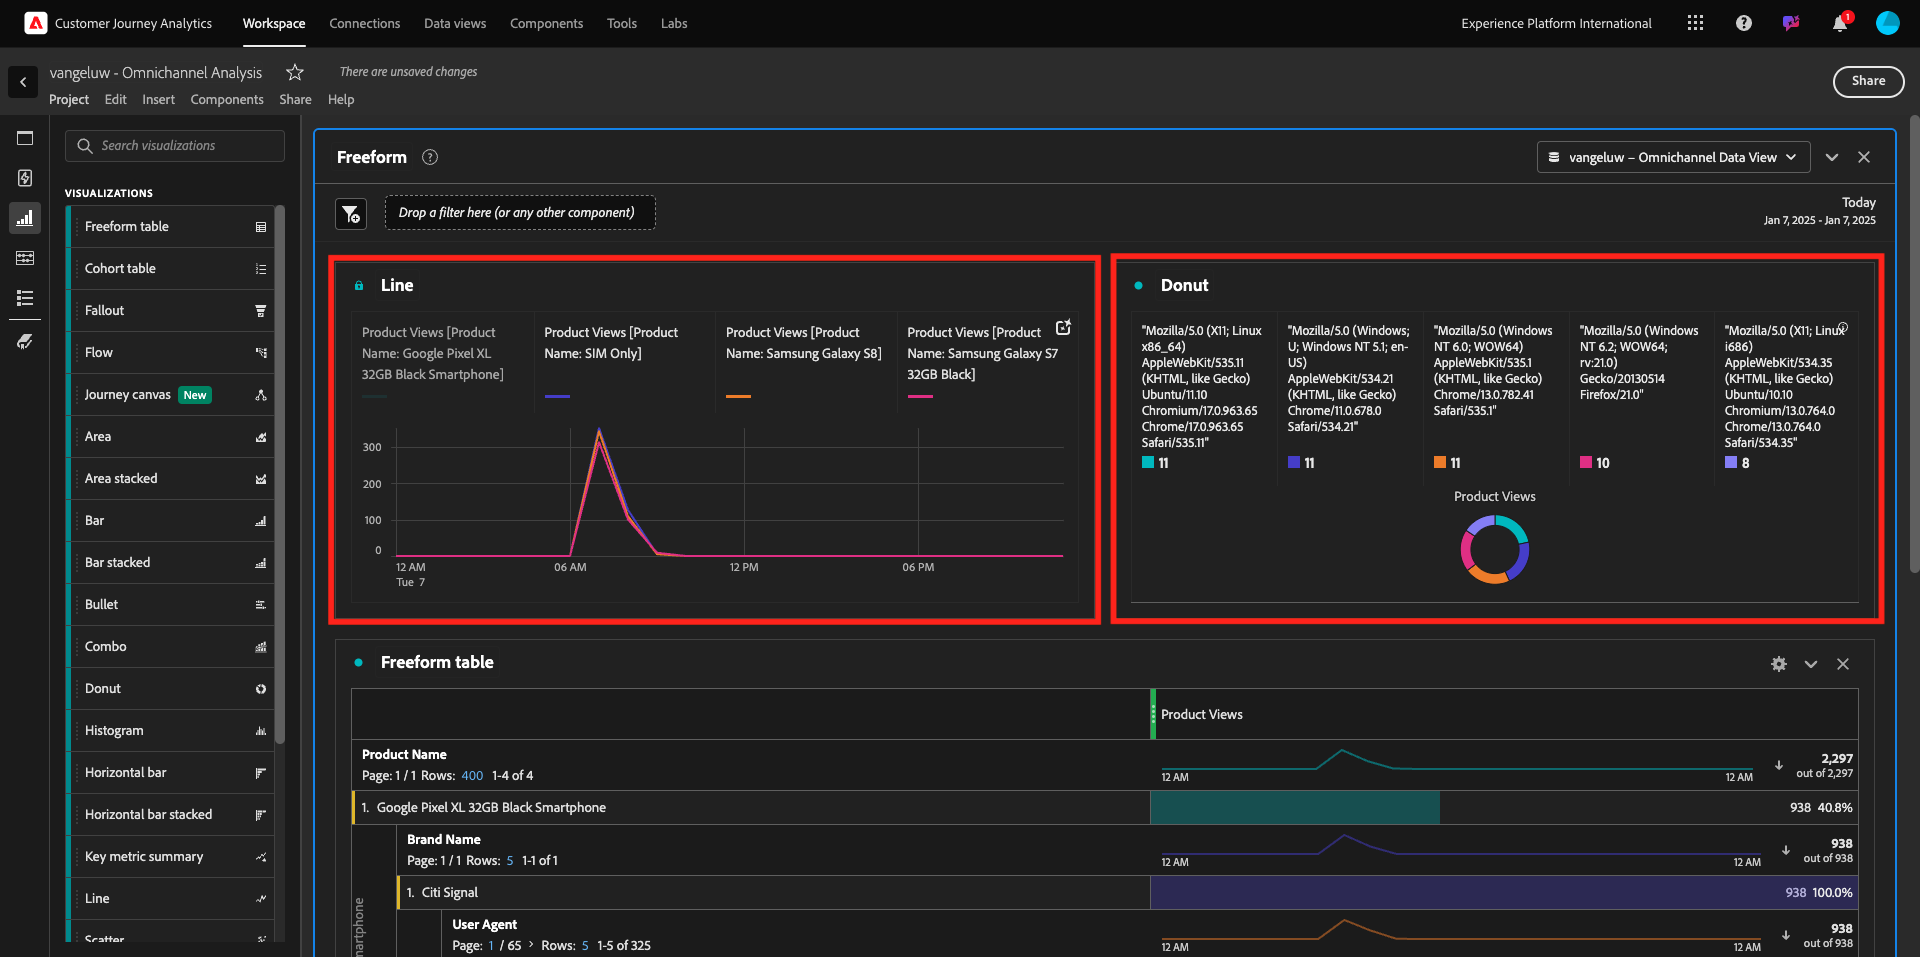 Customer Journey Analytics
Workspace
Connections
Data views
Components
Tools
Labs
Experience Platform International
1
vangeluw - Omnichannel Analysis
There are unsaved changes
Project
Edit
Insert
Components
Share
Help
Share
Search visualizations
VISUALIZATIONS
Freeform table
Cohort table
Fallout
Flow
Journey canvas New
Area
Area stacked
Bar
Bar stacked
Bullet
Combo
Donut
Histogram
Horizontal bar
Horizontal bar stacked
Key metric summary
Line
Scatter
Freeform
vangeluw – Omnichannel Data View
Drop a filter here (or any other component)
Today
Jan 7, 2025 - Jan 7, 2025
Line
Product Views [Product
Name: Google Pixel XL
32GB Black Smartphone]
Product Views [Product
Name: SIM Only]
Product Views [Product
Name: Samsung Galaxy S8]
Product Views [Product
Name: Samsung Galaxy S7
32GB Black]
300
200
100
0
12 AM
Tue 7
06 AM
12 PM
06 PM
Donut
"Mozilla/5.0 (X11; Linux
x86_64)
AppleWebKit/535.11
(KHTML, like Gecko)
Ubuntu/11.10
Chromium/17.0.963.65
Chrome/17.0.963.65
Safari/535.11"
11
"Mozilla/5.0 (Windows;
U; Windows NT 5.1; en-
US)
AppleWebKit/534.21
(KHTML, like Gecko)
Chrome/11.0.678.0
Safari/534.21"
11
"Mozilla/5.0 (Windows
NT 6.0; WOW64)
AppleWebKit/535.1
(KHTML, like Gecko)
Chrome/13.0.782.41
Safari/535.1"
11
"Mozilla/5.0 (Windows
NT 6.2; WOW64;
rv:21.0)
Gecko/20130514
Firefox/21.0"
10
"Mozilla/5.0 (X11; Linux
i686)
AppleWebKit/534.35
(KHTML, like Gecko)
Ubuntu/10.10
Chromium/13.0.764.0
Chrome/13.0.764.0
Safari/534.35"
8
Product Views
Freeform table
Product Views
Product Name
Page: 1 / 1 Rows: 400 1-4 of 4
12 AM
12 AM
2,297
out of 2,297
1. Google Pixel XL 32GB Black Smartphone
938 40.8%
Brand Name
Page: 1 / 1 Rows: 5 1-1 of 1
12 AM
12 AM
938
out of 938
1. Citi Signal
938 100.0%
User Agent
Page: 1 / 65 > Rows: 5 1-5 of 325
12 AM
12 AM
938
out of 938